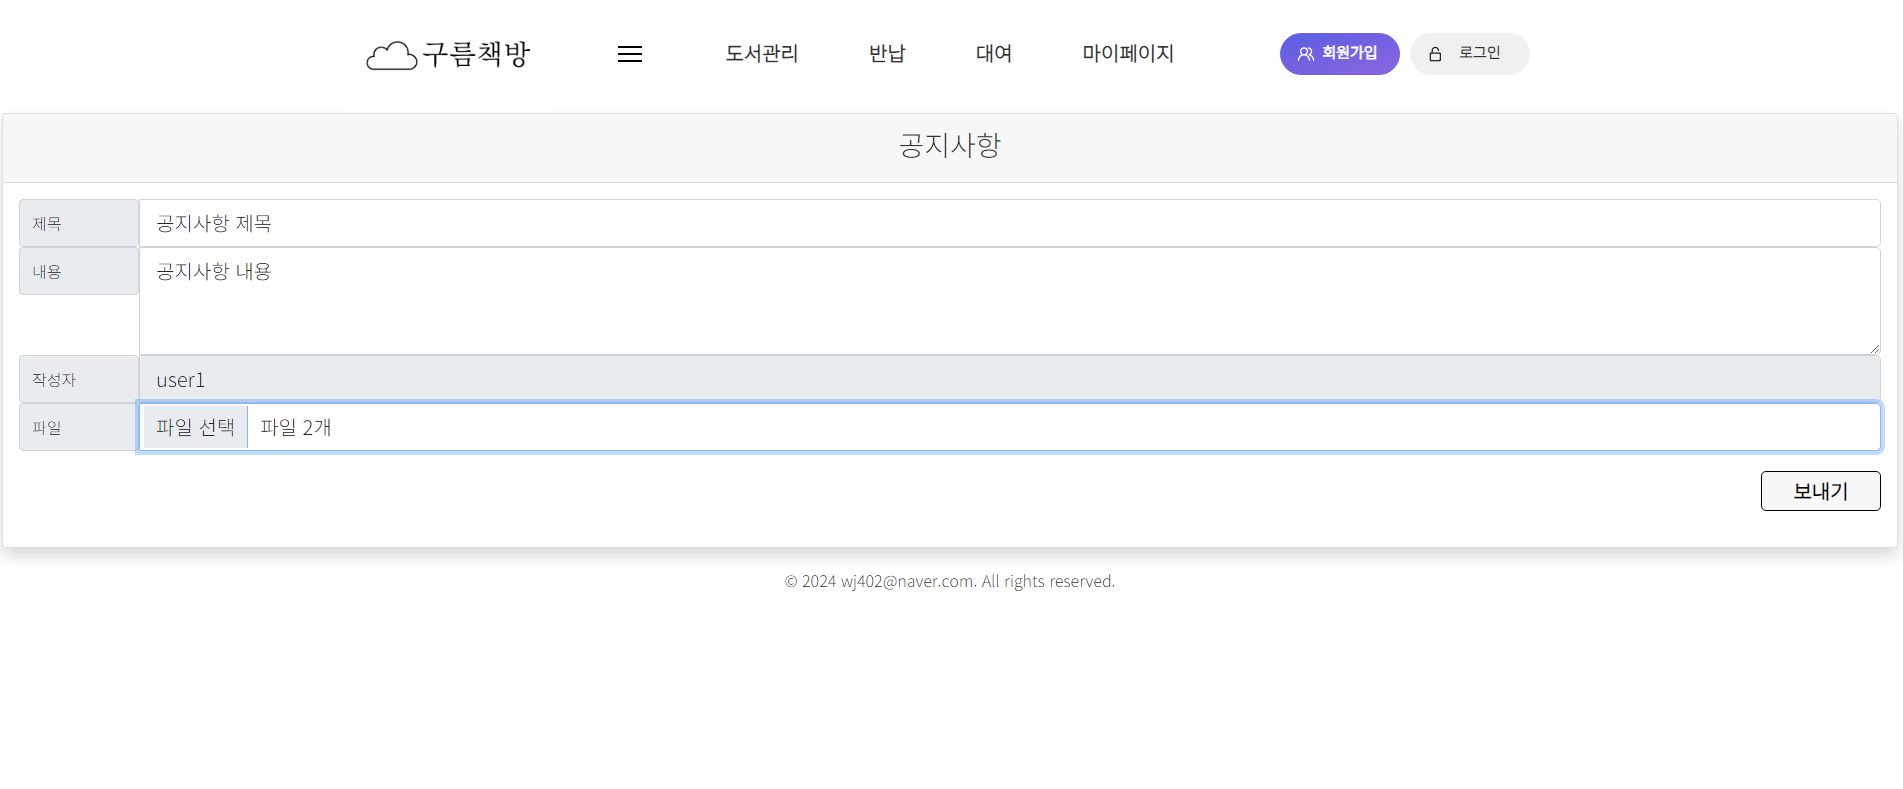 구름책방 도서관리 반납 대여 마이페이지 회원가입 로그인
공지사항
제목 공지사항 제목
내용 공지사항 내용
작성자 user1
파일 파일 선택 파일 2개
보내기
© 2024 wj402@naver.com. All rights reserved.